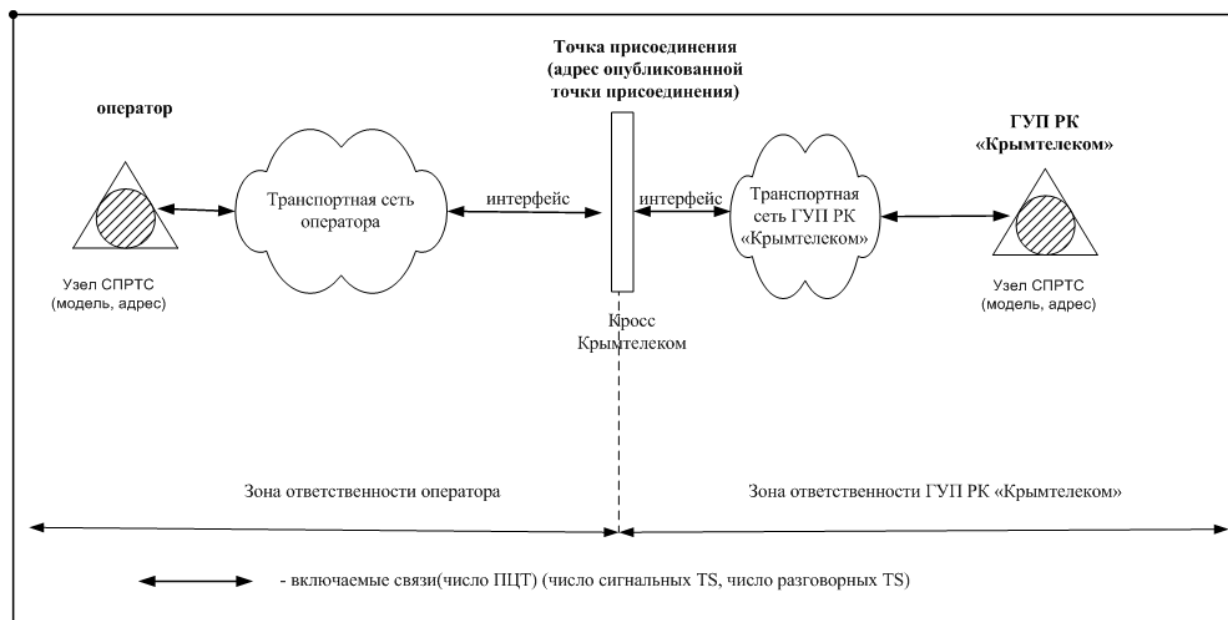 Точка присоединения
(адрес опубликованной
точки присоединения)
оператор
ГУП РК
«Крымтелеком»
Транспортная сеть
оператора
интерфейс
интерфейс
Транспортная
сеть ГУП РК
«Крымтелеком»
Узел СПРТС
(модель, адрес)
Узел СПРТС
(модель, адрес)
Кросс
Крымтелеком
Зона ответственности оператора
Зона ответственности ГУП РК «Крымтелеком»
- включаемые связи(число ПЦТ) (число сигнальных TS, число разговорных TS)